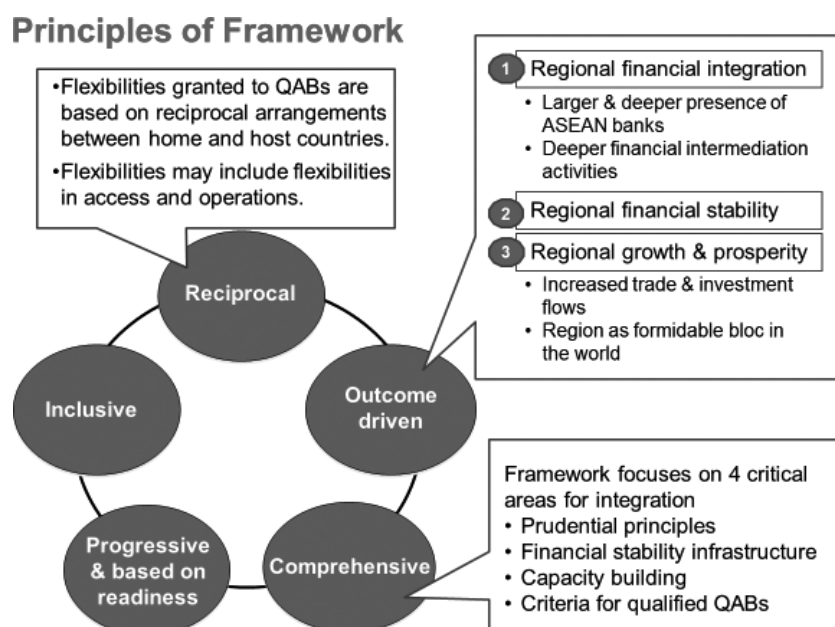 Principles of Framework
•Flexibilities granted to QABs are
based on reciprocal arrangements
between home and host countries.
•Flexibilities may include flexibilities
in access and operations.
1 Regional financial integration
• Larger & deeper presence of
ASEAN banks
• Deeper financial intermediation
activities
2 Regional financial stability
3 Regional growth & prosperity
• Increased trade & investment
flows
• Region as formidable bloc in
the world
Reciprocal
Inclusive
Outcome
driven
Progressive
& based on
readiness
Comprehensive
Framework focuses on 4 critical
areas for integration
• Prudential principles
• Financial stability infrastructure
• Capacity building
• Criteria for qualified QABs